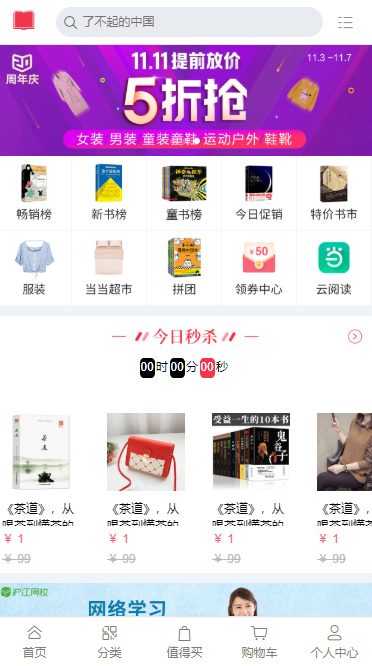 了不起的中国
周年庆
11.11提前放价
11.3 –11.7
5折抢
女装 男装 童装童鞋 运动户外 鞋靴
畅销榜 新书榜 童书榜 今日促销 特价书市
¥50
服装 当当超市 拼团 领券中心 云阅读
今日秒杀
00时00分00秒
茶道
受益一生的10本书
鬼谷子
《茶道》，从 《茶道》，从 《茶道》，从 《茶道
喝茶到懂茶的 喝茶到懂茶的 喝茶到懂茶的 喝茶到
¥ 1 ¥ 1 ¥ 1 ¥ 1
¥ 99 ¥ 99 ¥ 99 ¥ 99
沪江网校
网络学习
首页 分类 值得买 购物车 个人中心